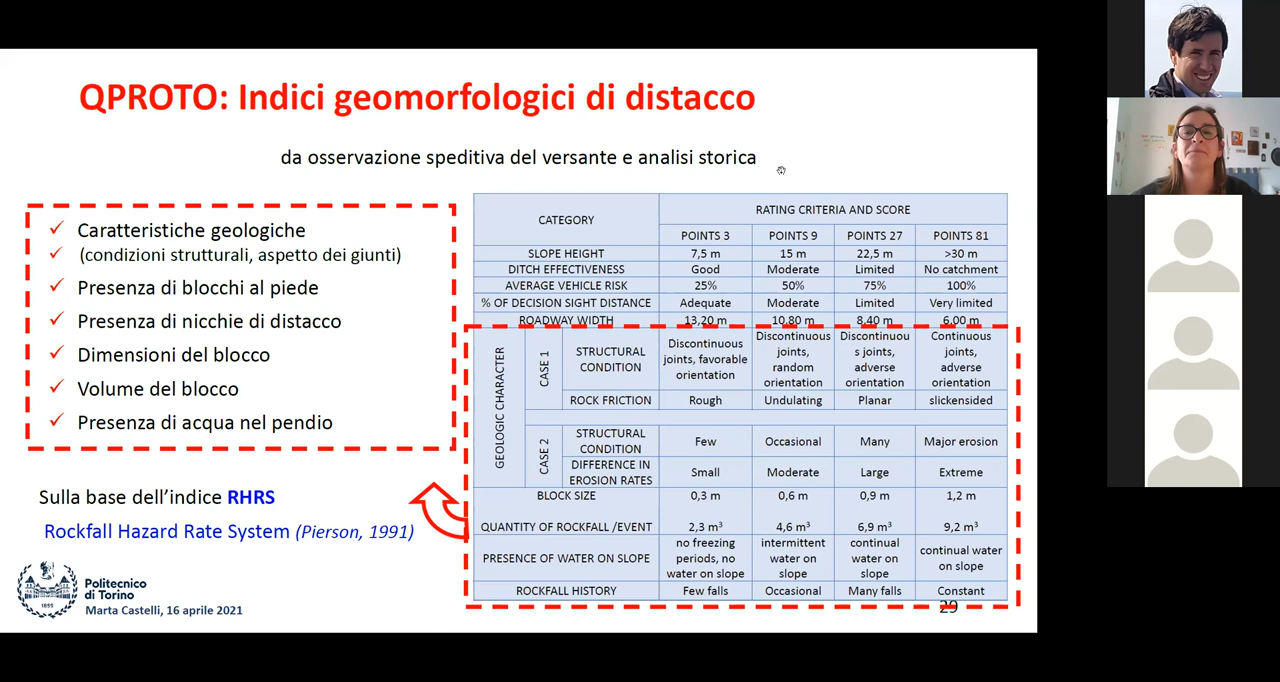 QPROTO: Indici geomorfologici di distacco
da osservazione speditiva del versante e analisi storica
✓ Caratteristiche geologiche
✓ (condizioni strutturali, aspetto dei giunti)
✓ Presenza di blocchi al piede
✓ Presenza di nicchie di distacco
✓ Dimensioni del blocco
✓ Volume del blocco
✓ Presenza di acqua nel pendio
Sulla base dell'indice RHRS
Rockfall Hazard Rate System (Pierson, 1991)
CATEGORY
RATING CRITERIA AND SCORE
POINTS 3 POINTS 9 POINTS 27 POINTS 81
SLOPE HEIGHT 7,5 m 15 m 22,5 m >30 m
DITCH EFFECTIVENESS Good Moderate Limited No catchment
AVERAGE VEHICLE RISK 25% 50% 75% 100%
% OF DECISION SIGHT DISTANCE Adequate Moderate Limited Very limited
ROADWAY WIDTH 13,20 m 10,80 m 8,40 m 6,00 m
GEOLOGIC CHARACTER
CASE 1
STRUCTURAL
CONDITION
Discontinuous
joints, favorable
orientation
Discontinuous
joints,
random
orientation
Discontinuou
s joints,
adverse
orientation
Continuous
joints,
adverse
orientation
ROCK FRICTION Rough Undulating Planar slickensided
CASE 2
STRUCTURAL
CONDITION
Few Occasional Many Major erosion
DIFFERENCE IN
EROSION RATES
Small Moderate Large Extreme
BLOCK SIZE 0,3 m 0,6 m 0,9 m 1,2 m
QUANTITY OF ROCKFALL /EVENT 2,3 m³ 4,6 m³ 6,9 m³ 9,2 m³
PRESENCE OF WATER ON SLOPE
no freezing
periods, no
water on slope
intermittent
water on
slope
continual
water on
slope
continual water
on slope
ROCKFALL HISTORY Few falls Occasional Many falls Constant
29
1859
Politecnico
di Torino
Marta Castelli, 16 aprile 2021